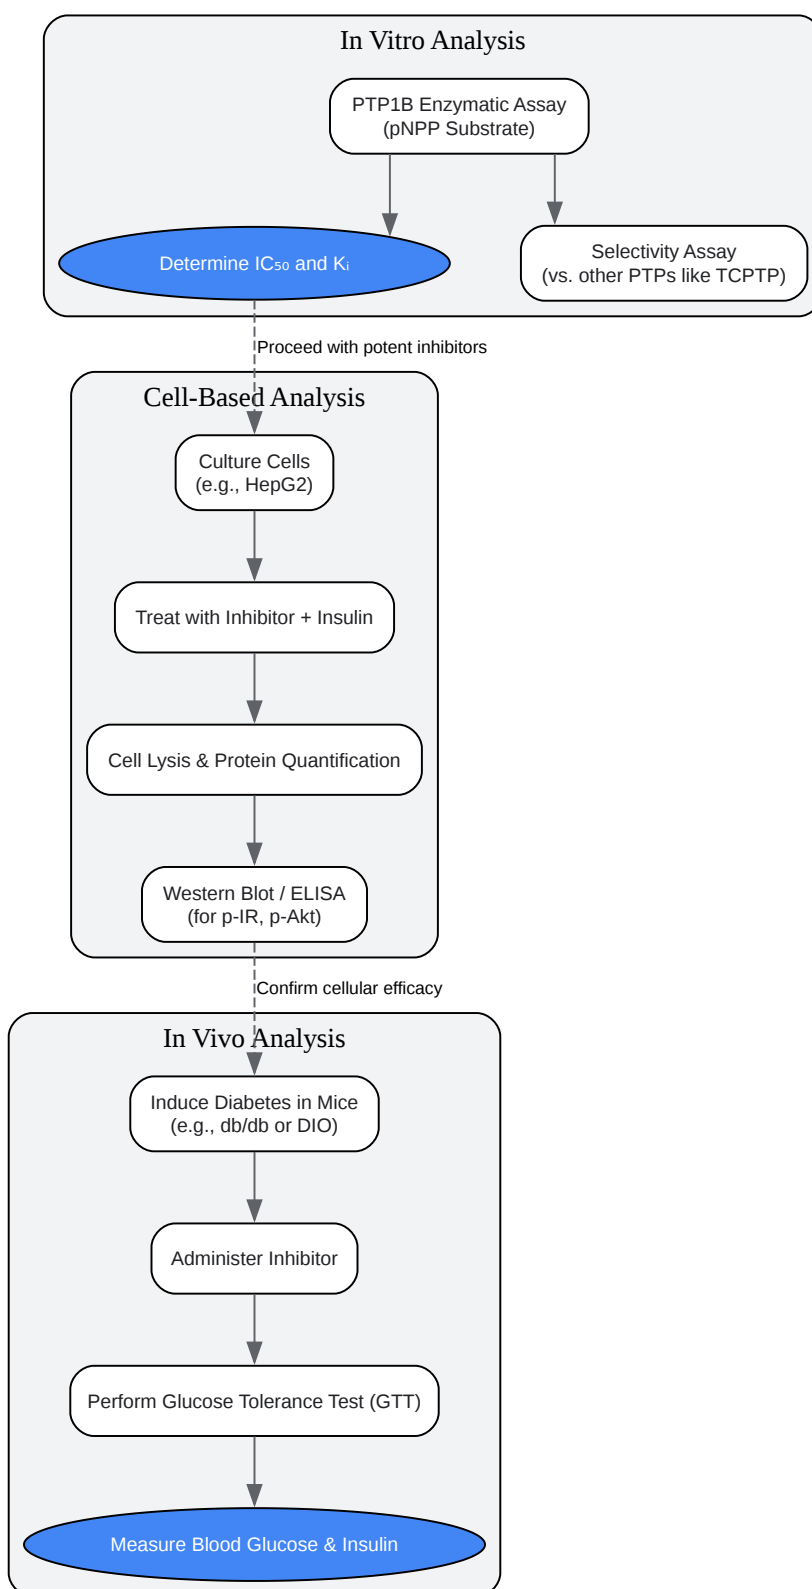 In Vitro Analysis
PTP1B Enzymatic Assay
(pNPP Substrate)
Determine IC₅₀ and Kᵢ
Selectivity Assay
(vs. other PTPs like TCPTP)
Proceed with potent inhibitors
Cell-Based Analysis
Culture Cells
(e.g., HepG2)
Treat with Inhibitor + Insulin
Cell Lysis & Protein Quantification
Western Blot / ELISA
(for p-IR, p-Akt)
Confirm cellular efficacy
In Vivo Analysis
Induce Diabetes in Mice
(e.g., db/db or DIO)
Administer Inhibitor
Perform Glucose Tolerance Test (GTT)
Measure Blood Glucose & Insulin